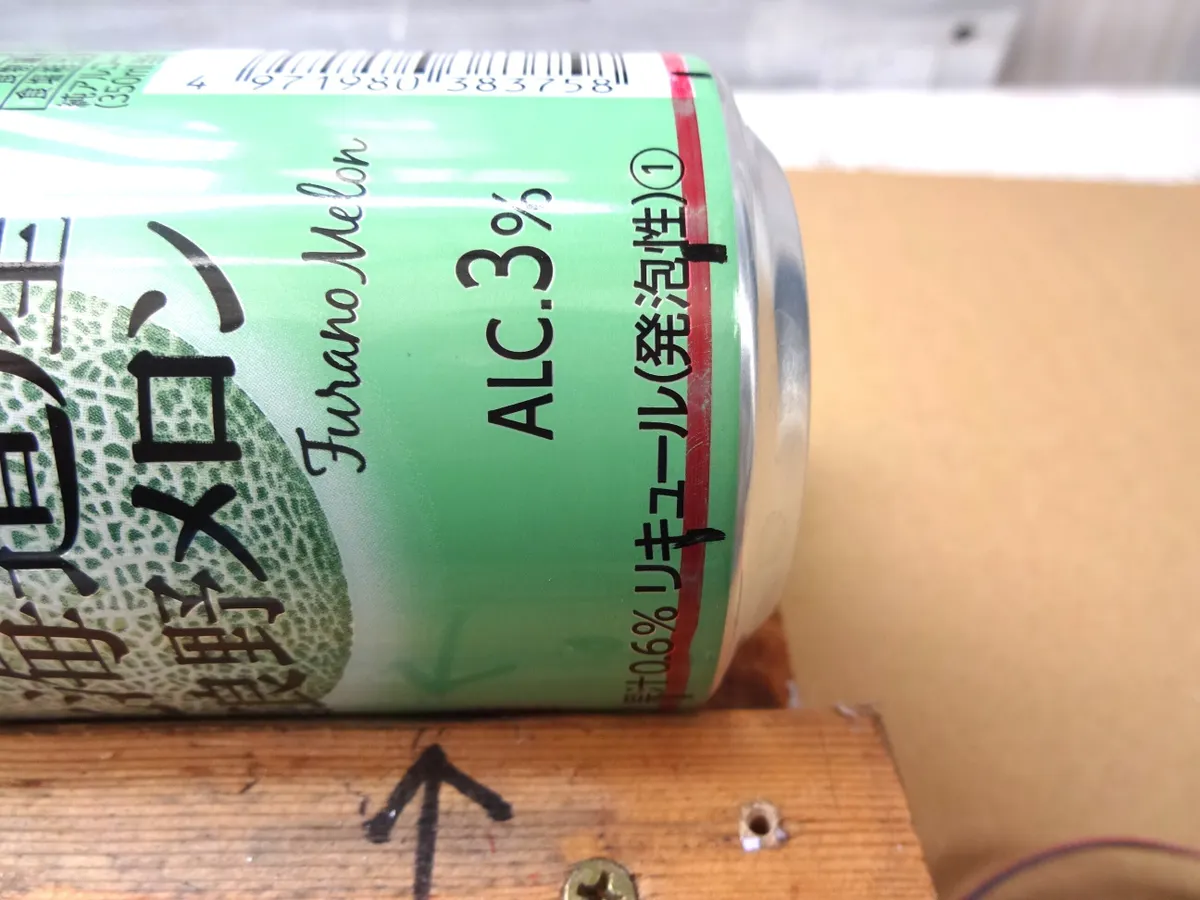 4 971980 383758
(350m
富良野メロン
Furano Melon
ALC.3%
果汁0.6% リキュール(発泡性)①